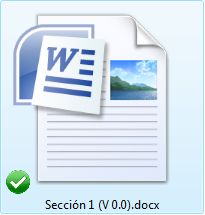 W
Sección 1 (V 0.0).docx